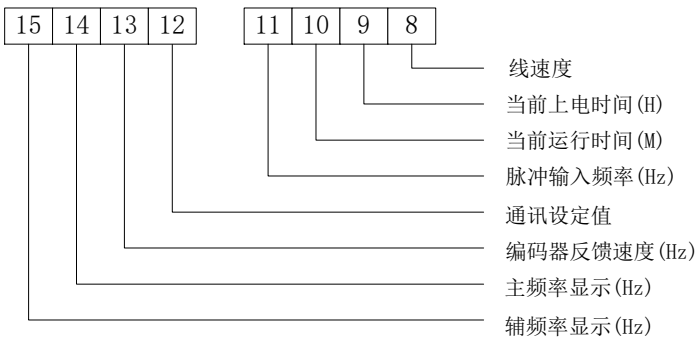 15 14 13 12 11 10 9 8
线速度
当前上电时间(H)
当前运行时间(M)
脉冲输入频率(Hz)
通讯设定值
编码器反馈速度(Hz)
主频率显示(Hz)
辅频率显示(Hz)